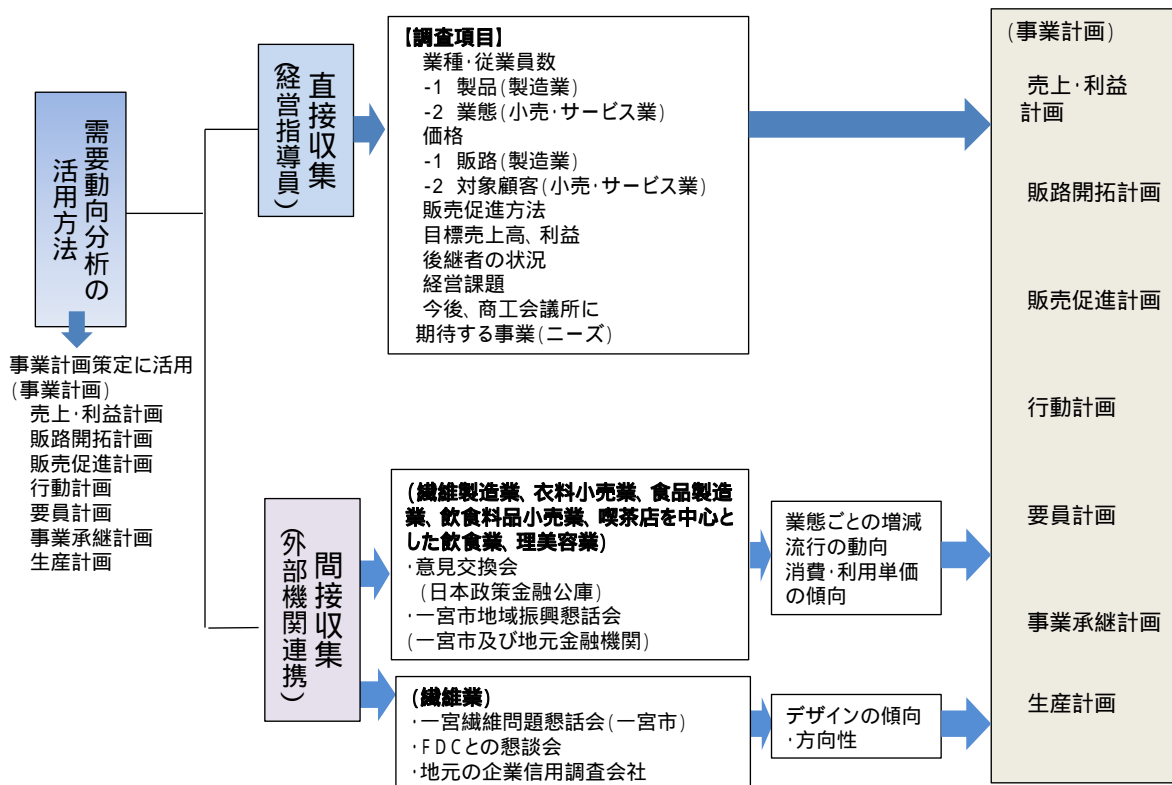 需要動向分析の
活用方法
事業計画策定に活用
(事業計画)
売上・利益計画
販路開拓計画
販売促進計画
行動計画
要員計画
事業承継計画
生産計画
直接収集
(経営指導員)
【調査項目】
業種・従業員数
-1 製品(製造業)
-2 業態(小売・サービス業)
価格
-1 販路(製造業)
-2 対象顧客(小売・サービス業)
販売促進方法
目標売上高、利益
後継者の状況
経営課題
今後、商工会議所に
期待する事業(ニーズ)
間接収集
(外部機関連携)
(繊維製造業、衣料小売業、食品製造
業、飲食料品小売業、喫茶店を中心と
した飲食業、理美容業)
・意見交換会
(日本政策金融公庫)
・一宮市地域振興懇話会
(一宮市及び地元金融機関)
業態ごとの増減
流行の動向
消費・利用単価
の傾向
(繊維業)
・一宮繊維問題懇話会(一宮市)
・FDCとの懇談会
・地元の企業信用調査会社
デザインの傾向
・方向性
(事業計画)
売上・利益
計画
販路開拓計画
販売促進計画
行動計画
要員計画
事業承継計画
生産計画